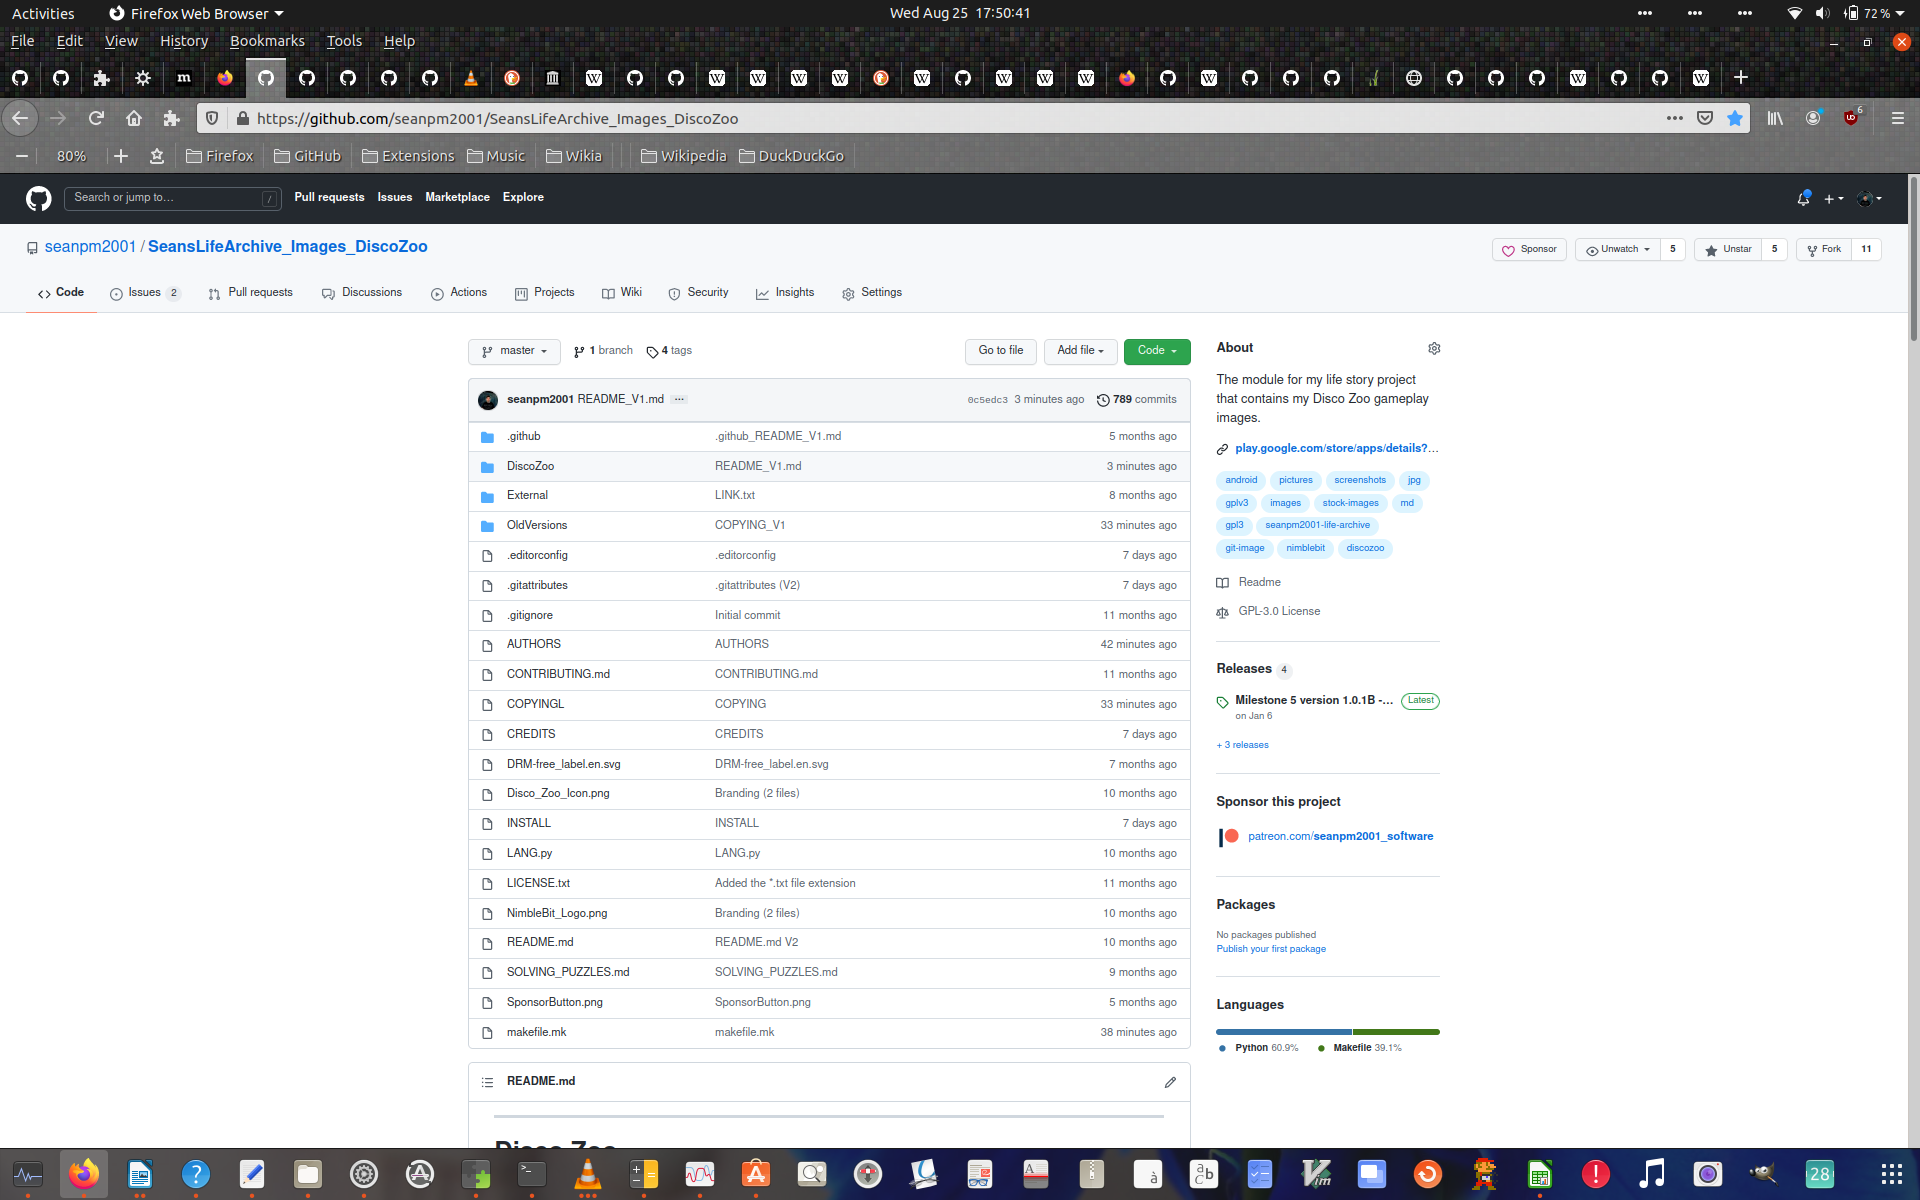 Activities Firefox Web Browser Wed Aug 25 17:50:41 72 %
File Edit View History Bookmarks Tools Help
https://github.com/seanpm2001/SeansLifeArchive_Images_DiscoZoo 6
80% Firefox GitHub Extensions Music Wikia Wikipedia DuckDuckGo
Search or jump to... / Pull requests Issues Marketplace Explore
seanpm2001 / SeansLifeArchive_Images_DiscoZoo Sponsor Unwatch 5 Unstar 5 Fork 11
Code Issues 2 Pull requests Discussions Actions Projects Wiki Security Insights Settings
master 1 branch 4 tags Go to file Add file Code
seanpm2001 README_V1.md ... 0c5edc3 3 minutes ago 789 commits
.github .github_README_V1.md 5 months ago
DiscoZoo README_V1.md 3 minutes ago
External LINK.txt 8 months ago
OldVersions COPYING_V1 33 minutes ago
.editorconfig .editorconfig 7 days ago
.gitattributes .gitattributes (V2) 7 days ago
.gitignore Initial commit 11 months ago
AUTHORS AUTHORS 42 minutes ago
CONTRIBUTING.md CONTRIBUTING.md 11 months ago
COPYINGL COPYING 33 minutes ago
CREDITS CREDITS 7 days ago
DRM-free_label.en.svg DRM-free_label.en.svg 7 months ago
Disco_Zoo_Icon.png Branding (2 files) 10 months ago
INSTALL INSTALL 7 days ago
LANG.py LANG.py 10 months ago
LICENSE.txt Added the *.txt file extension 11 months ago
NimbleBit_Logo.png Branding (2 files) 10 months ago
README.md README.md V2 10 months ago
SOLVING_PUZZLES.md SOLVING_PUZZLES.md 9 months ago
SponsorButton.png SponsorButton.png 5 months ago
makefile.mk makefile.mk 38 minutes ago
README.md
Disco Zoo
About
The module for my life story project
that contains my Disco Zoo gameplay
images.
play.google.com/store/apps/details?...
android pictures screenshots jpg
gplv3 images stock-images md
gpl3 seanpm2001-life-archive
git-image nimblebit discozoo
Readme
GPL-3.0 License
Releases 4
Milestone 5 version 1.0.1B -... Latest
on Jan 6
+ 3 releases
Sponsor this project
patreon.com/seanpm2001_software
Packages
No packages published
Publish your first package
Languages
Python 60.9% Makefile 39.1%
28